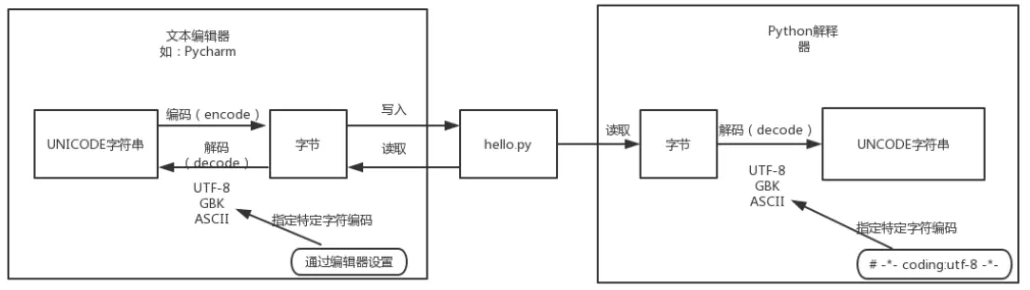 文本编辑器
如：Pycharm
UNICODE字符串
编码（encode）
解码
（decode）
字节
写入
读取
UTF-8
GBK
ASCII
指定特定字符编码
通过编辑器设置
hello.py
读取
Python解释
器
字节
解码（decode）
UNCODE字符串
UTF-8
GBK
ASCII
指定特定字符编码
# -*- coding:utf-8 -*-